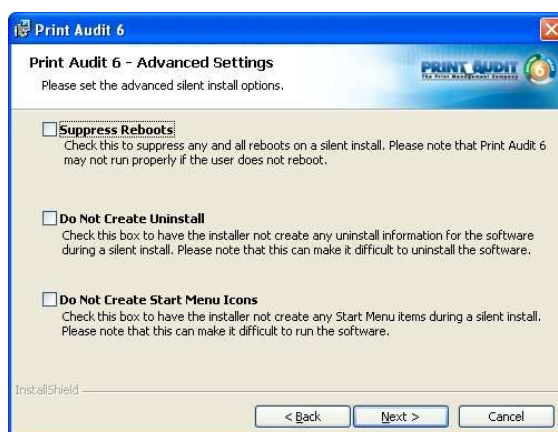 Print Audit 6
Print Audit 6 - Advanced Settings
Please set the advanced silent install options.
PRINT AUDIT 6
The Print Management Company
Suppress Reboots
Check this to suppress any and all reboots on a silent install. Please note that Print Audit 6
may not run properly if the user does not reboot.
Do Not Create Uninstall
Check this box to have the installer not create any uninstall information for the software
during a silent install. Please note that this can make it difficult to uninstall the software.
Do Not Create Start Menu Icons
Check this box to have the installer not create any Start Menu items during a silent install.
Please note that this can make it difficult to run the software.
InstallShield
< Back
Next >
Cancel